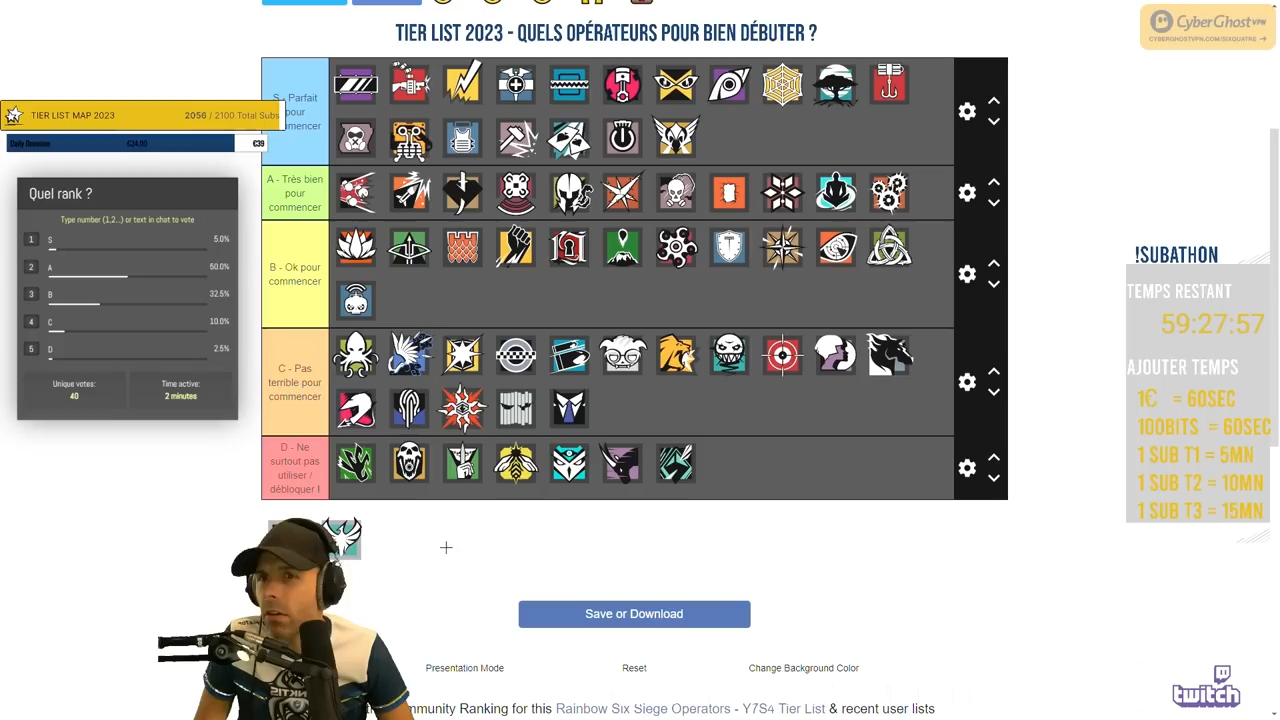 TIER LIST 2023 - QUELS OPÉRATEURS POUR BIEN DÉBUTER ?
CyberGhost VPN
CYBERGHOSTVPN.COM/SIXQUATRE →
S - Parfait
pour
commencer
TIER LIST MAP 2023
2056 / 2100 Total Subs
€24.00
€39
Quel rank ?
Type number (1,2...) or text in chat to vote
1 S 5.0%
2 A 50.0%
3 B 32.5%
4 C 10.0%
5 D 2.5%
Unique votes:
40
Time active:
2 minutes
A - Très bien
pour
commencer
B - Ok pour
commencer
C - Pas
terrible pour
commencer
D - Ne
surtout pas
utiliser /
débloquer !
!SUBATHON
TEMPS RESTANT
59:27:57
AJOUTER TEMPS
1€ = 60SEC
100BITS = 60SEC
1 SUB T1 = 5MN
1 SUB T2 = 10MN
1 SUB T3 = 15MN
Save or Download
Presentation Mode
Reset
Change Background Color
mmunity Ranking for this Rainbow Six Siege Operators - Y7S4 Tier List & recent user lists
twitch